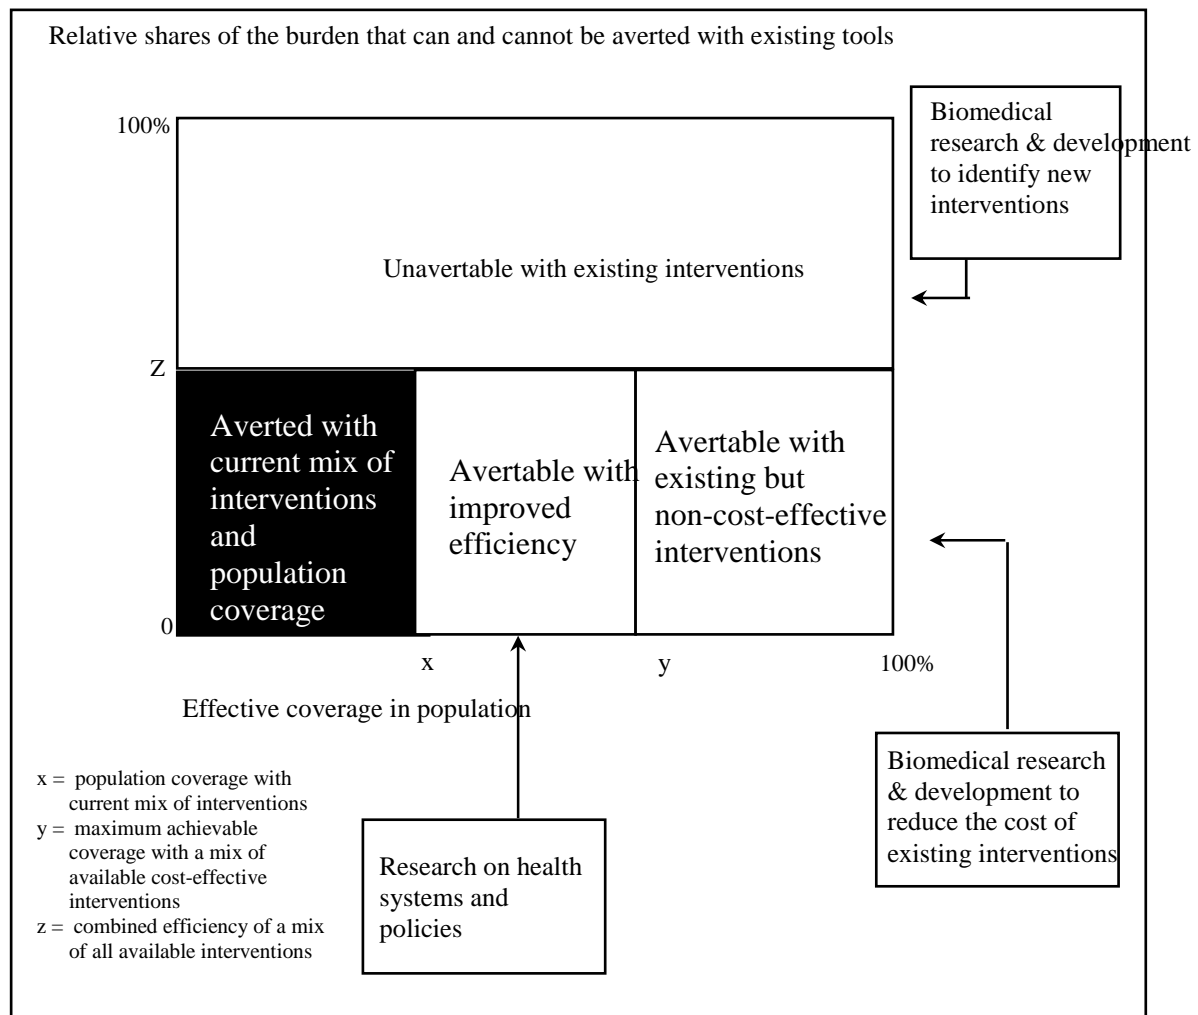 Relative shares of the burden that can and cannot be averted with existing tools
Biomedical
research & development
to identify new
interventions
100%
Unavertable with existing interventions
Z
Averted with
current mix of
interventions
and
population
coverage
Avertable with
improved
efficiency
Avertable with
existing but
non-cost-effective
interventions
0
x
y
100%
Effective coverage in population
x = population coverage with
current mix of interventions
y = maximum achievable
coverage with a mix of
available cost-effective
interventions
z = combined efficiency of a mix
of all available interventions
Research on health
systems and
policies
Biomedical research
& development to
reduce the cost of
existing interventions